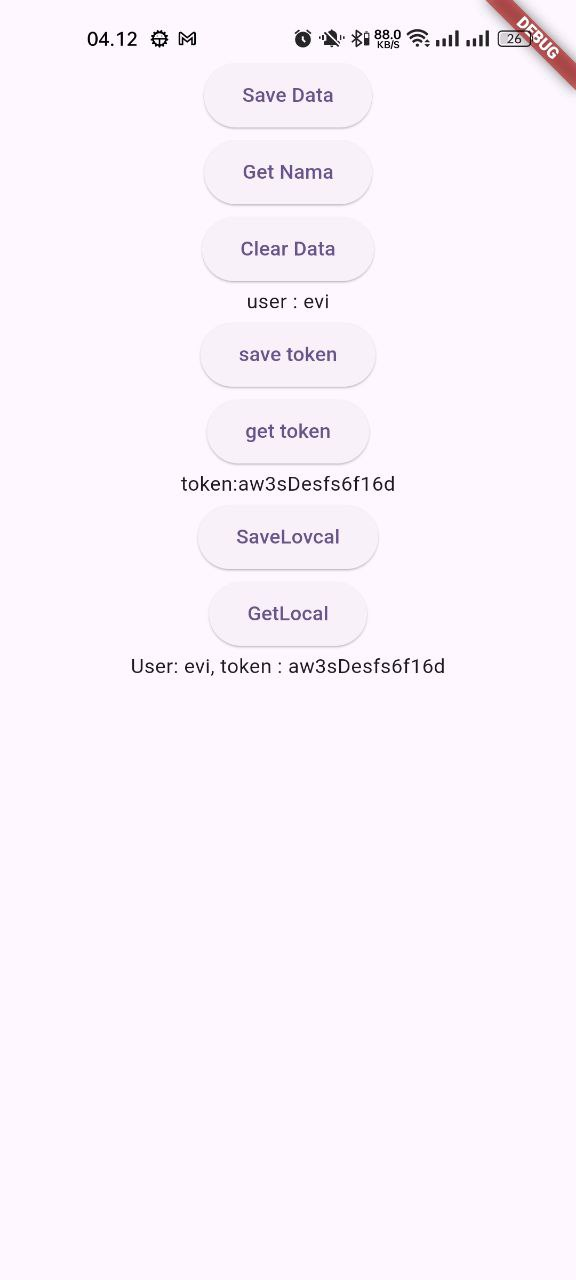 04.12 88.0 KB/S 26 DEBUG
Save Data
Get Nama
Clear Data
user : evi
save token
get token
token:aw3sDesfs6f16d
SaveLovcal
GetLocal
User: evi, token : aw3sDesfs6f16d